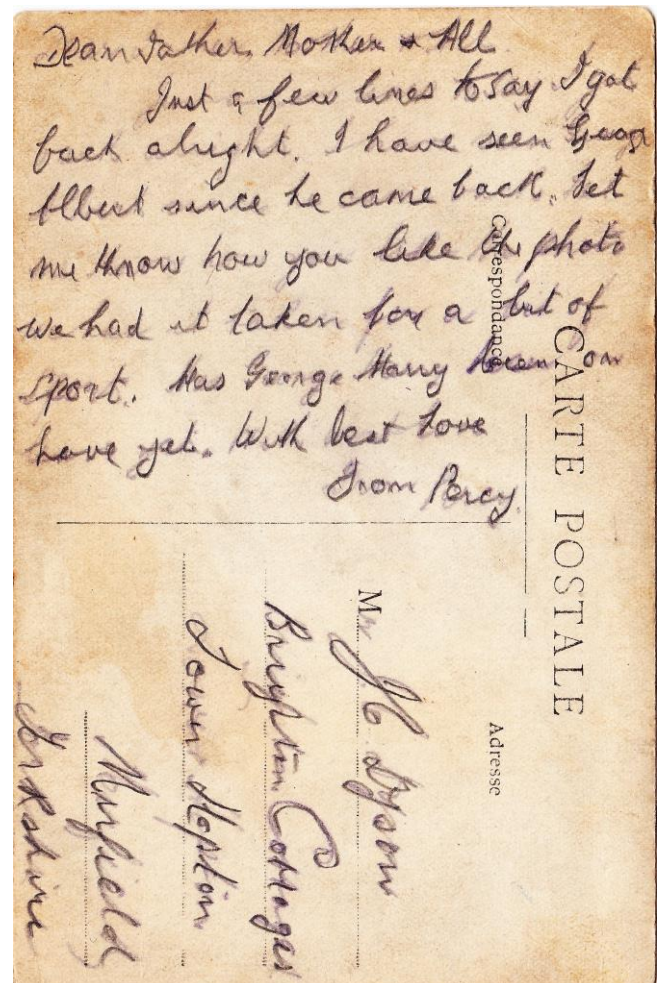 Dear Father Mother & All
Just a few lines to say I got
back alright. I have seen Georg
Albert since he came back. Let
me know how you like the photo
we had it taken for a bit of
sport. Has George Harry been on
leave yet. With best Love
From Percy.
CARTE POSTALE
Correspondance
Adresse
Mr J C Dyson
Brighton Cottages
Lower Hopton
Mirfield
Yorkshire